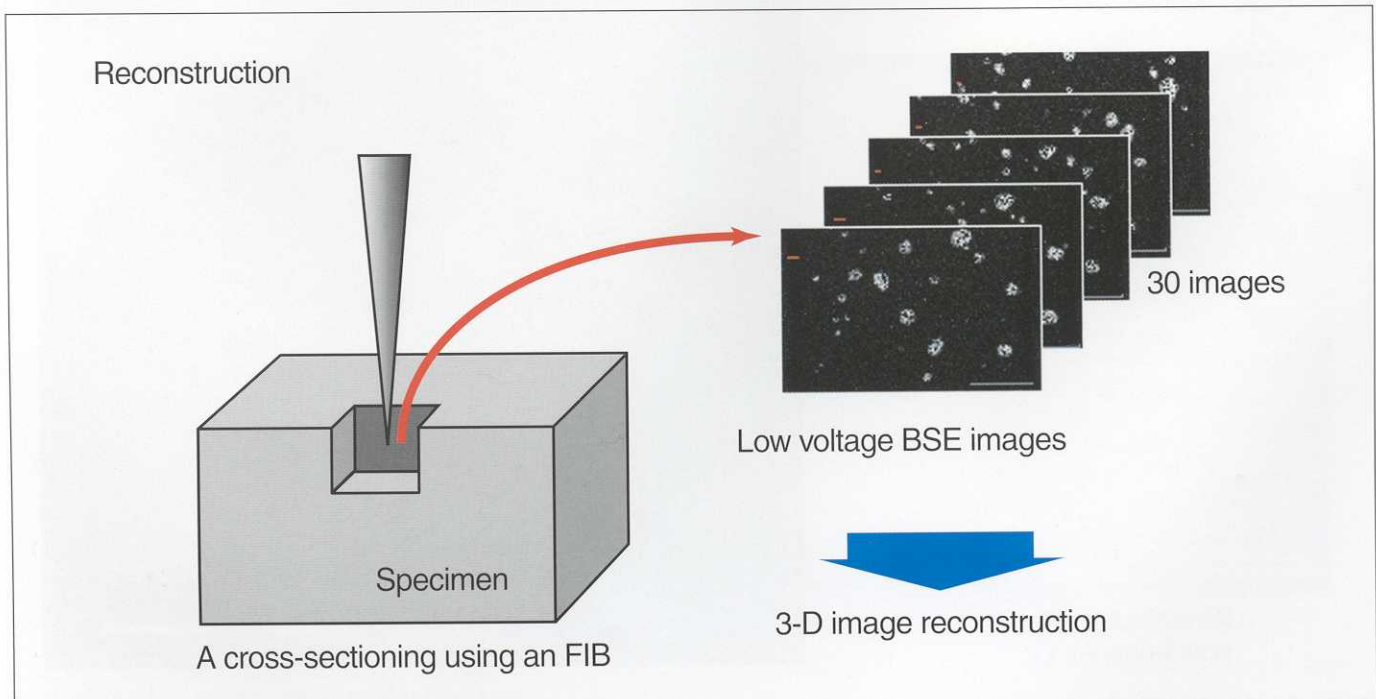 Reconstruction
30 images
Low voltage BSE images
Specimen
3-D image reconstruction
A cross-sectioning using an FIB